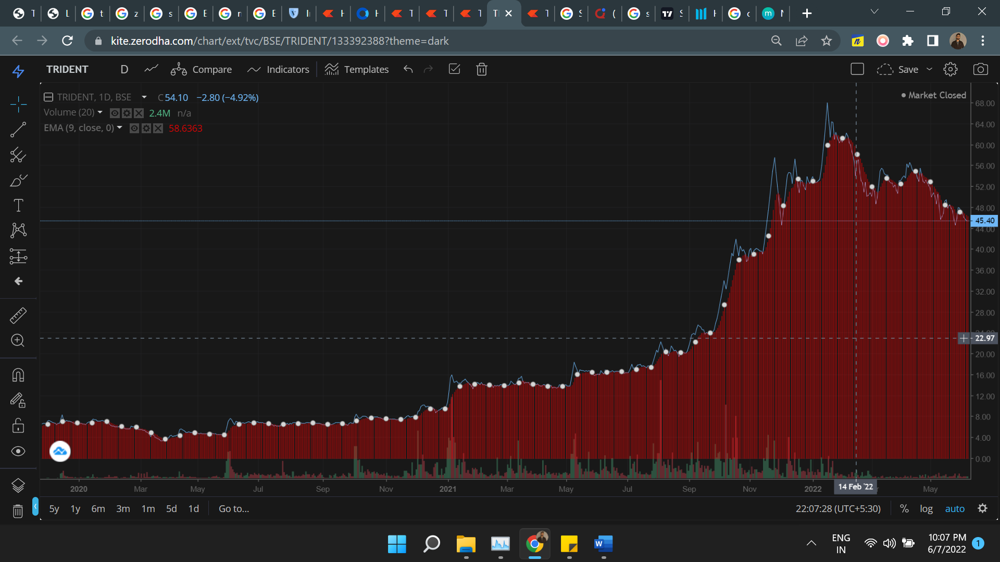 kite.zerodha.com/chart/ext/tvc/BSE/TRIDENT/133392388?theme=dark
TRIDENT D Compare Indicators Templates Save
TRIDENT, 1D, BSE C54.10 −2.80 (−4.92%)
Market Closed
Volume (20) 2.4M n/a
EMA (9, close, 0) 58.6363
68.00
64.00
60.00
56.00
52.00
48.00
45.40
44.00
40.00
36.00
32.00
28.00
24.00
22.97
20.00
16.00
12.00
8.00
4.00
0.00
2020 Mar May Jul Sep Nov 2021 Mar May Jul Sep Nov 2022 14 Feb '22 May
5y 1y 6m 3m 1m 5d 1d Go to... 22:07:28 (UTC+5:30) % log auto
ENG
IN
10:07 PM
6/7/2022
1